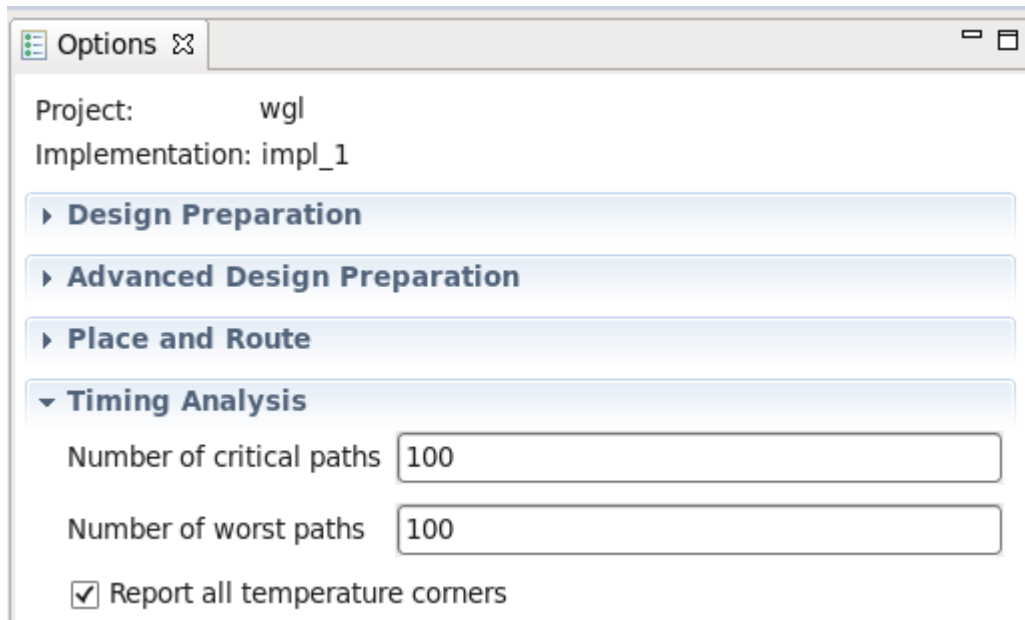 Options
Project: wgl
Implementation: impl_1
Design Preparation
Advanced Design Preparation
Place and Route
Timing Analysis
Number of critical paths 100
Number of worst paths 100
Report all temperature corners